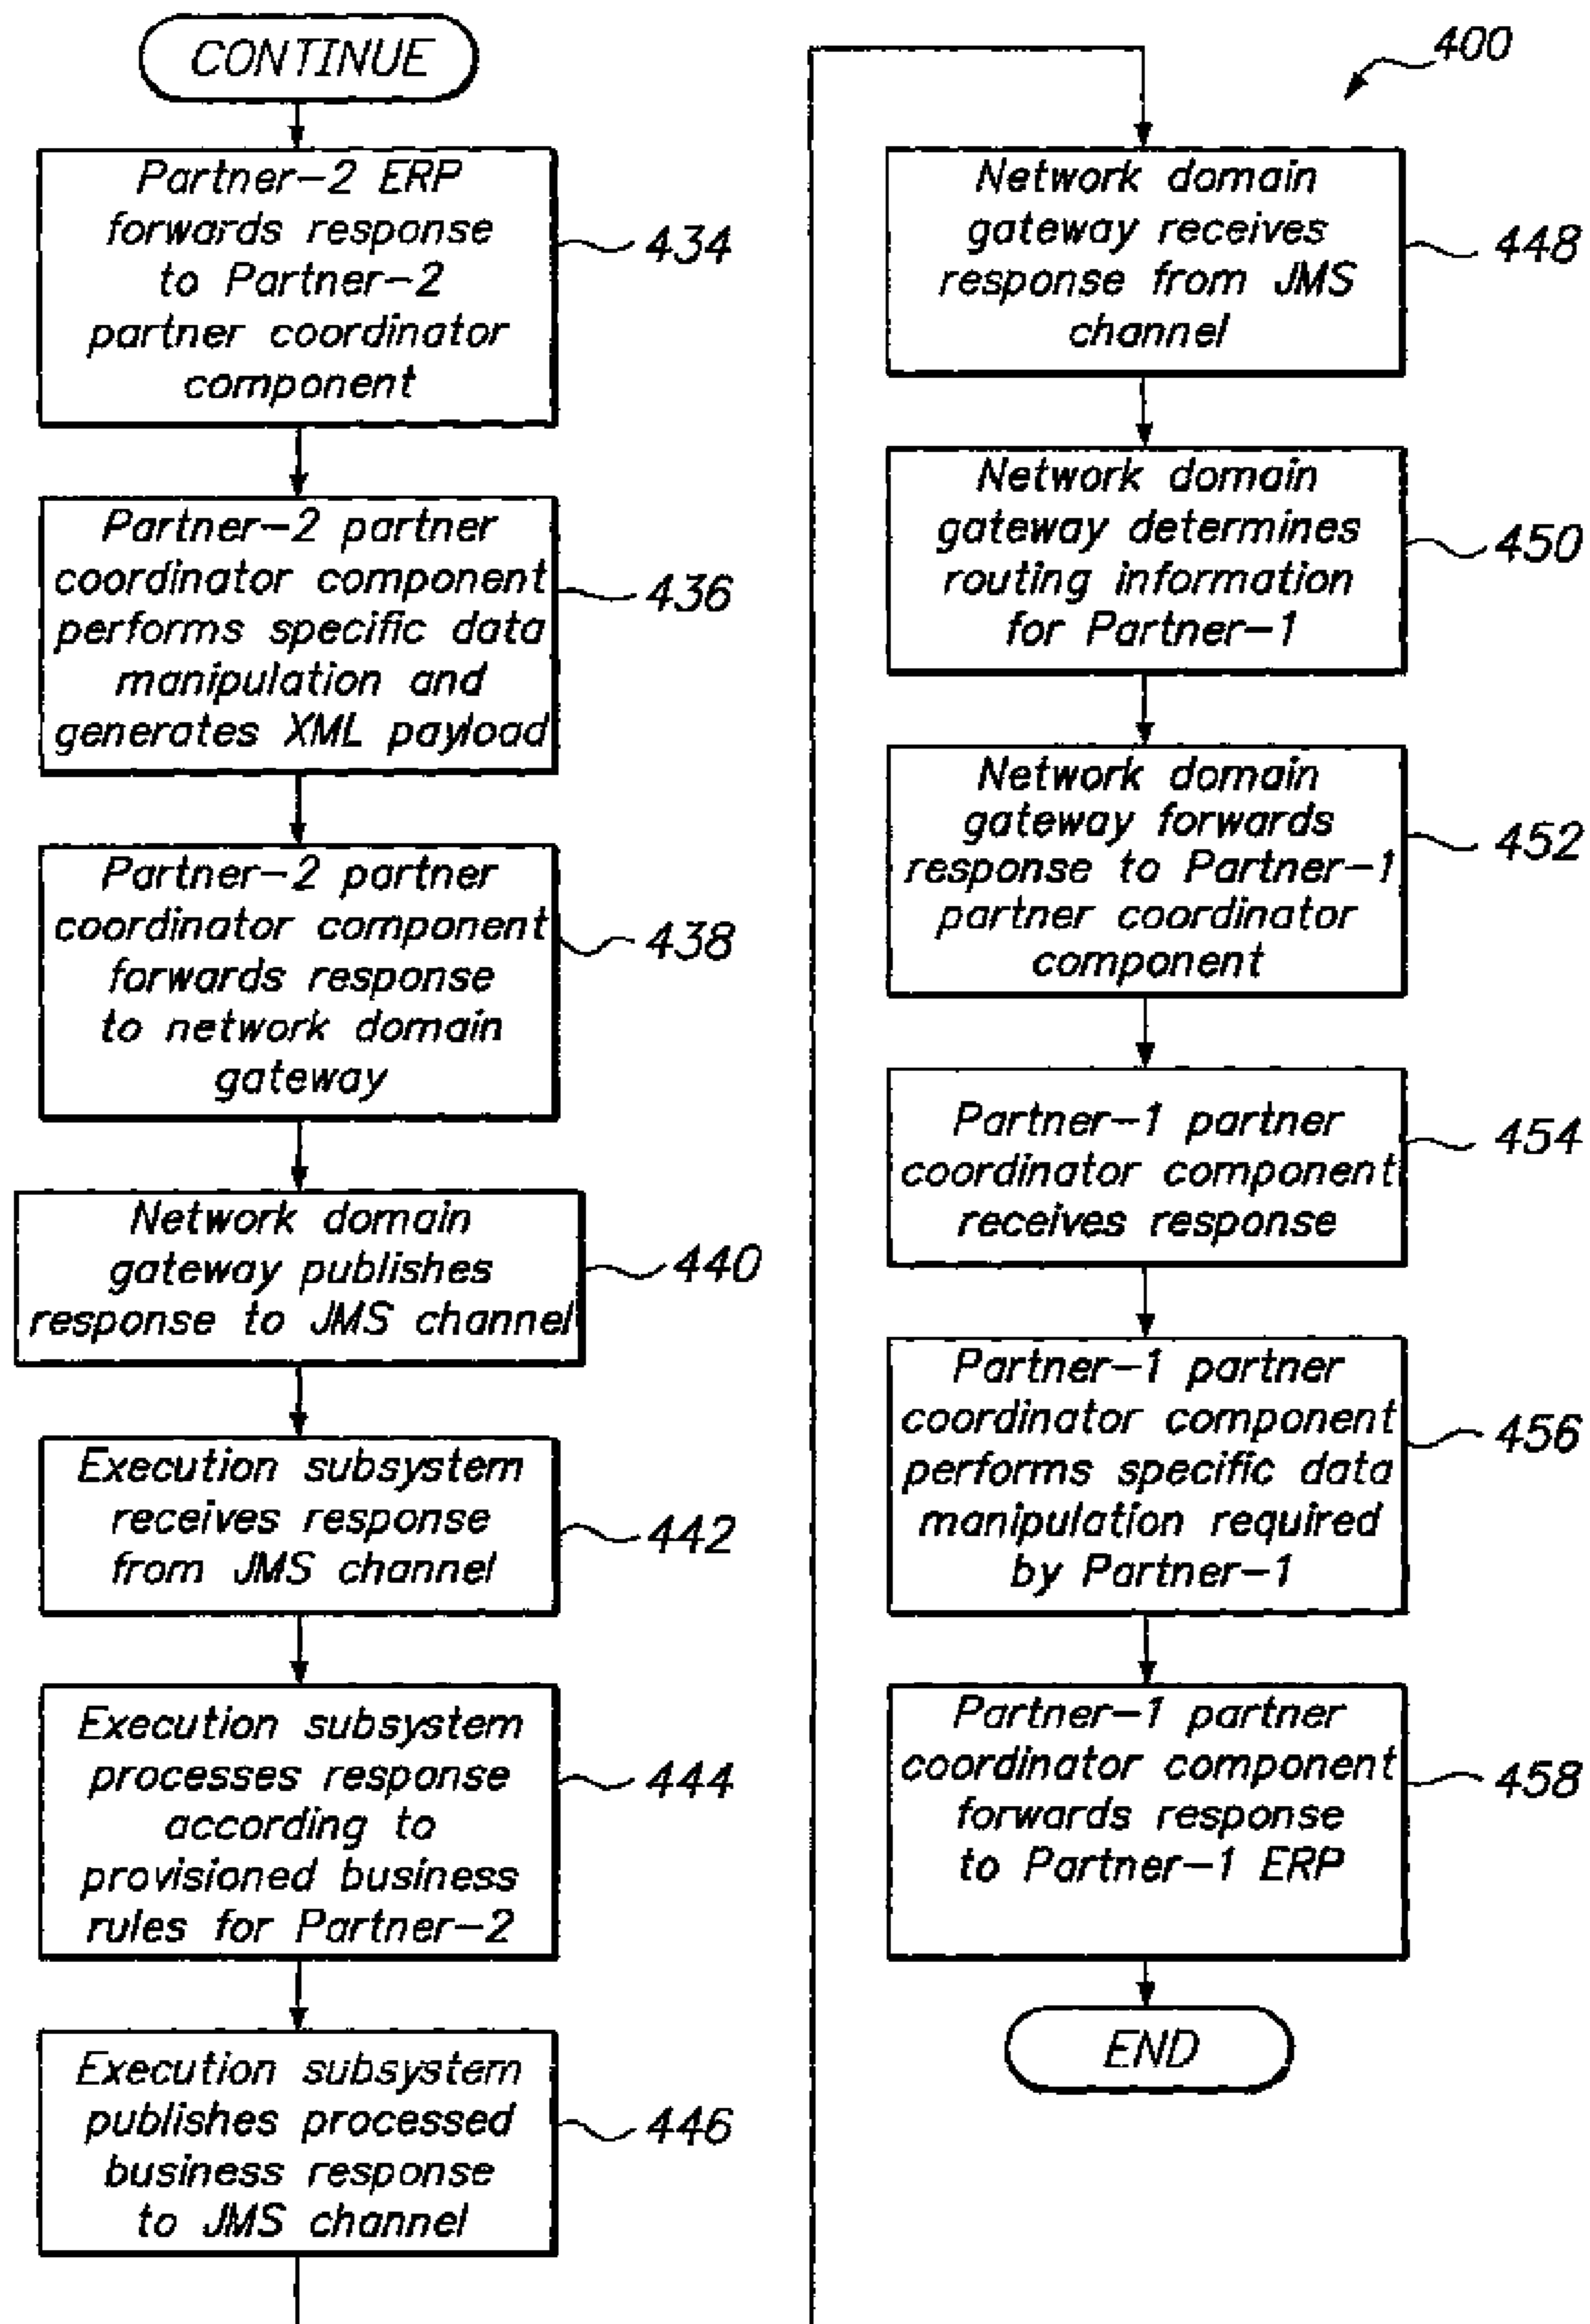 CONTINUE
Partner-2 ERP
forwards response
to Partner-2
partner coordinator
component
434
Partner-2 partner
coordinator component
performs specific data
manipulation and
generates XML payload
436
Partner-2 partner
coordinator component
forwards response
to network domain
gateway
438
Network domain
gateway publishes
response to JMS channel
440
Execution subsystem
receives response
from JMS channel
442
Execution subsystem
processes response
according to
provisioned business
rules for Partner-2
444
Execution subsystem
publishes processed
business response
to JMS channel
446
400
Network domain
gateway receives
response from JMS
channel
448
Network domain
gateway determines
routing information
for Partner-1
450
Network domain
gateway forwards
response to Partner-1
partner coordinator
component
452
Partner-1 partner
coordinator component
receives response
454
Partner-1 partner
coordinator component
performs specific data
manipulation required
by Partner-1
456
Partner-1 partner
coordinator component
forwards response
to Partner-1 ERP
458
END